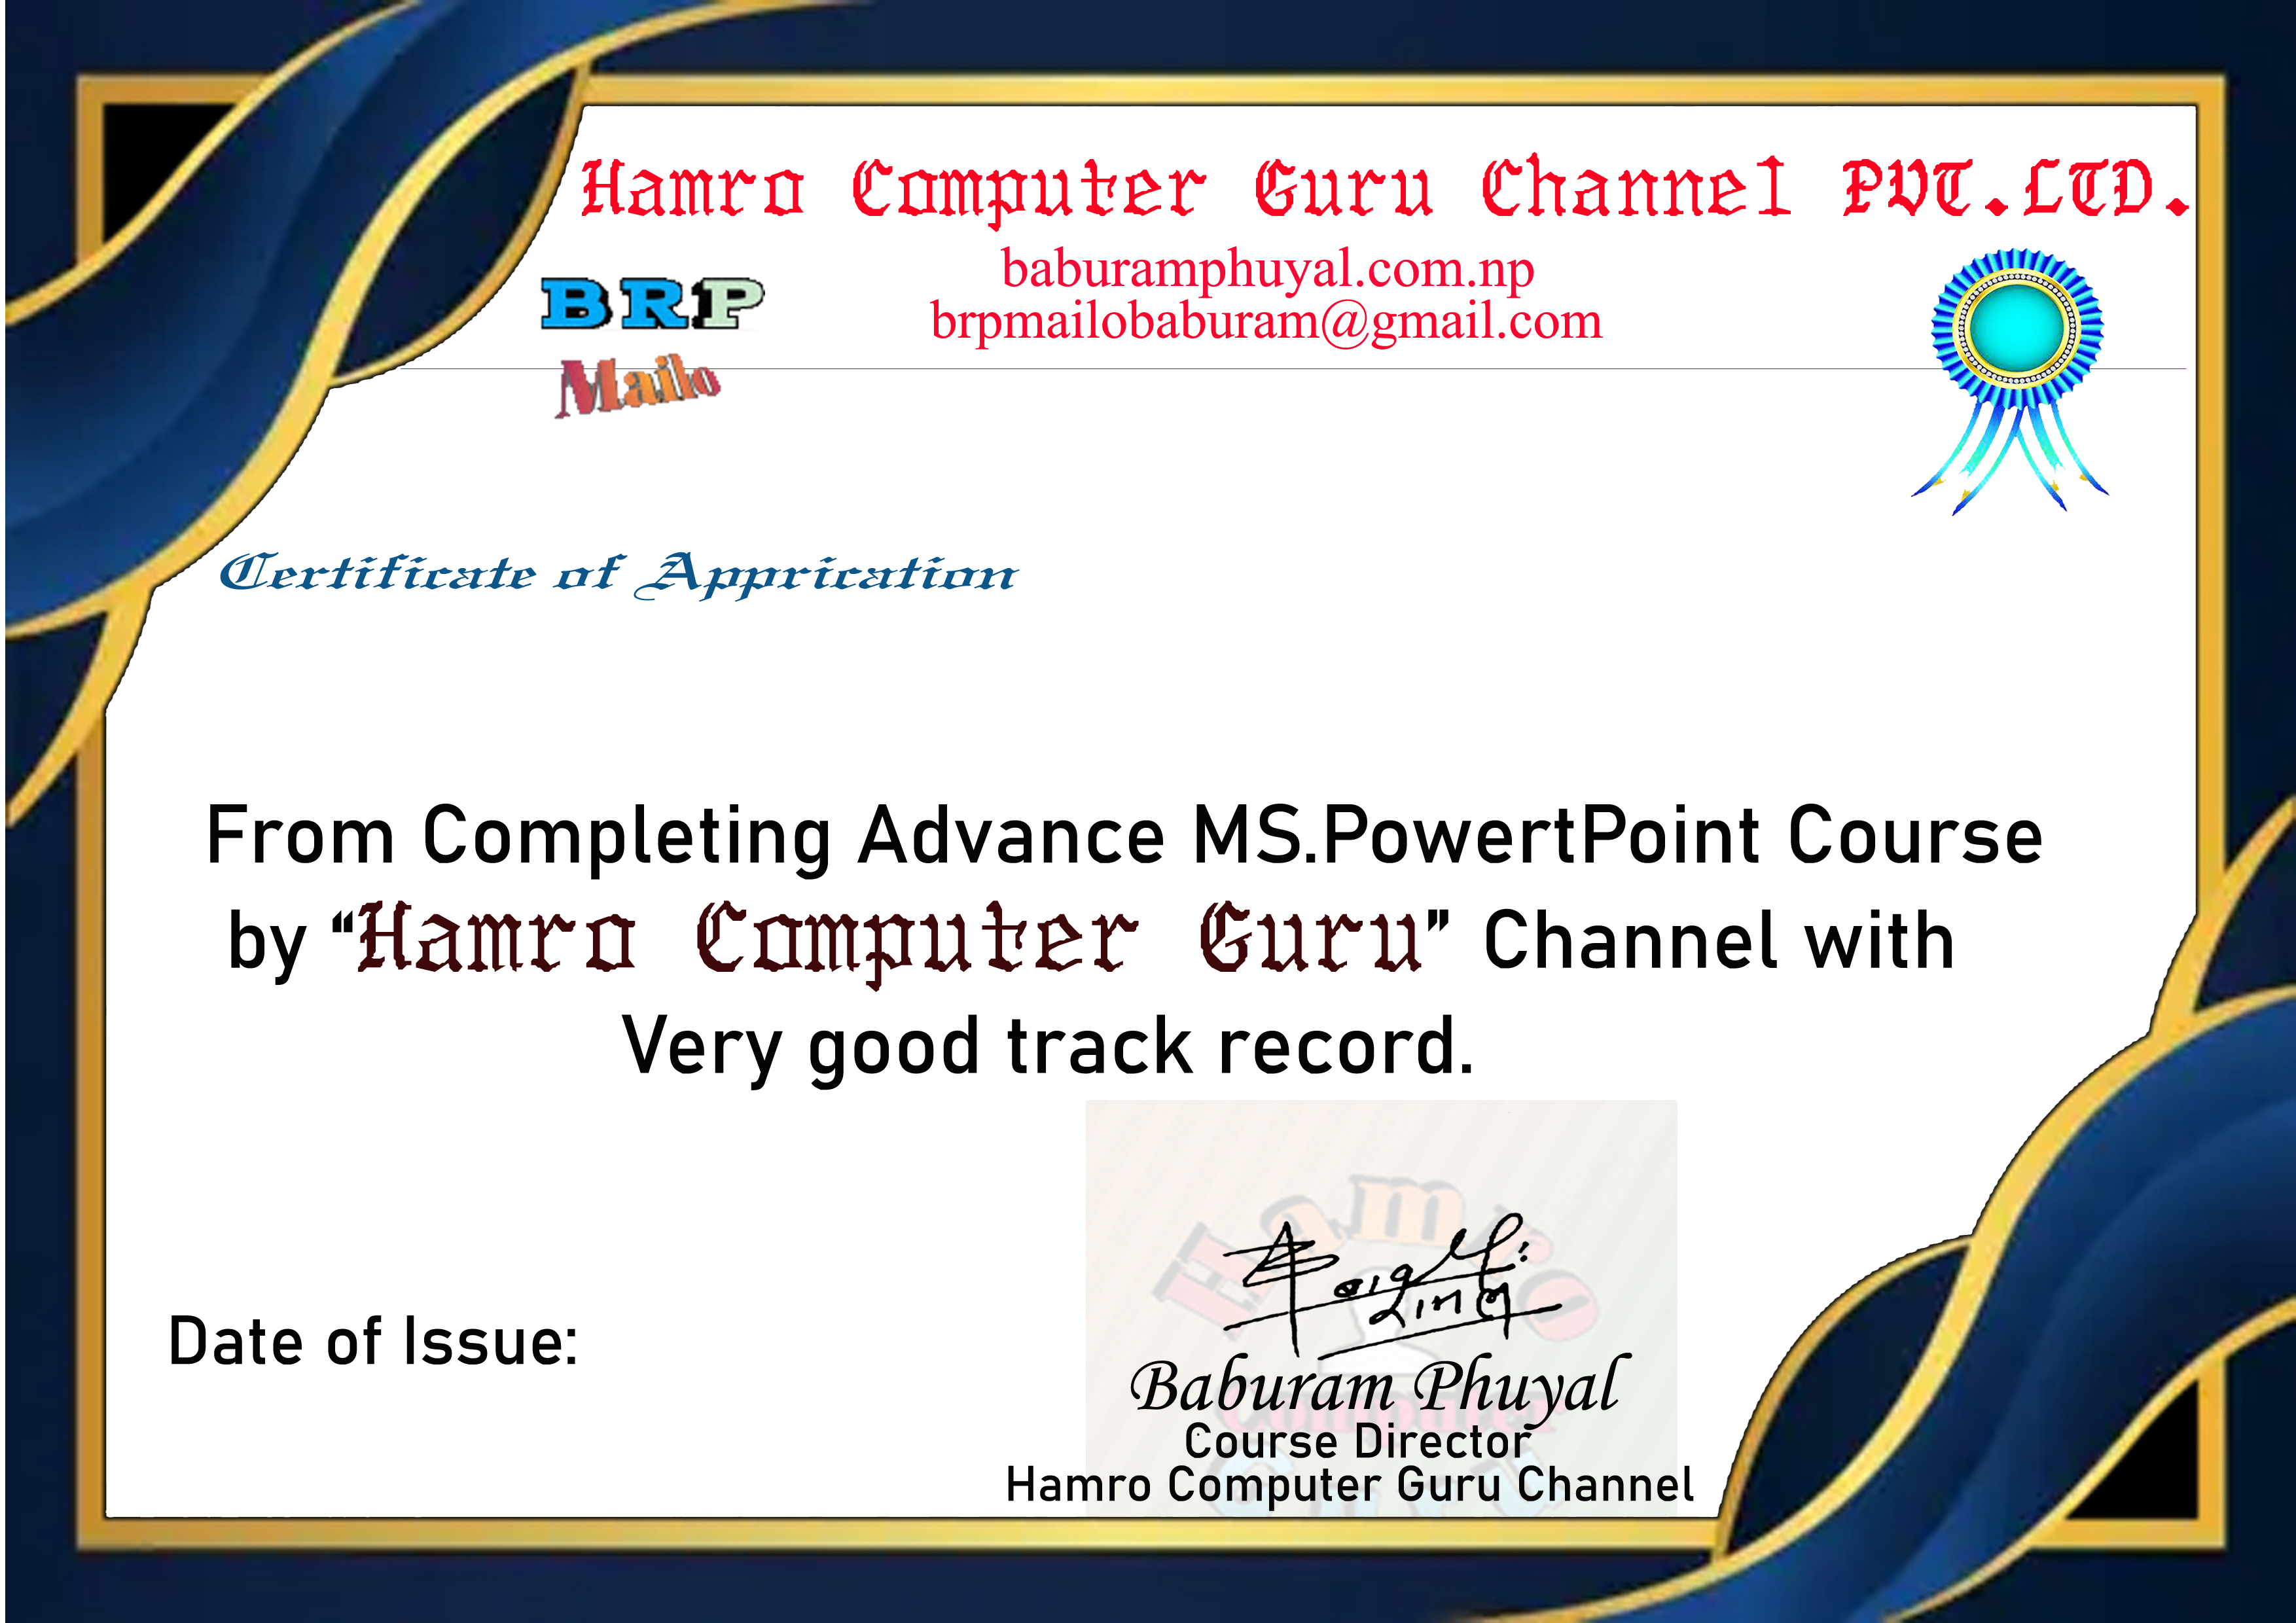 Hamro Computer Guru Channel PVT.LTD.
baburamphuyal.com.np
brpmailobaburam@gmail.com
BRP
Mailo
Certificate of Apprication
From Completing Advance MS.PowertPoint Course
by “Hamro Computer Guru” Channel with
Very good track record.
Hamro
Computer
Date of Issue:
Baburam Phuyal
Course Director
Hamro Computer Guru Channel